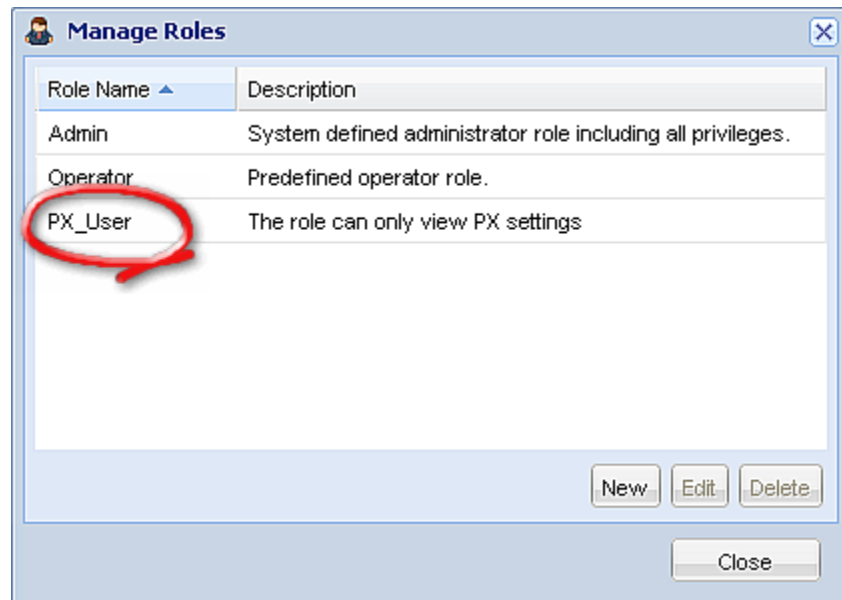 Manage Roles
Role Name Description
Admin System defined administrator role including all privileges.
Operator Predefined operator role.
PX_User The role can only view PX settings
New Edit Delete
Close